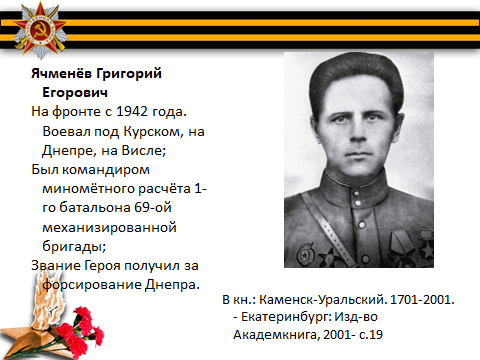 Ячменёв Григорий
Егорович
На фронте с 1942 года.
Воевал под Курском, на
Днепре, на Висле;
Был командиром
миномётного расчёта 1-
го батальона 69-ой
механизированной
бригады;
Звание Героя получил за
форсирование Днепра.
В кн.: Каменск-Уральский. 1701-2001.
- Екатеринбург: Изд-во
Академкнига, 2001- с.19